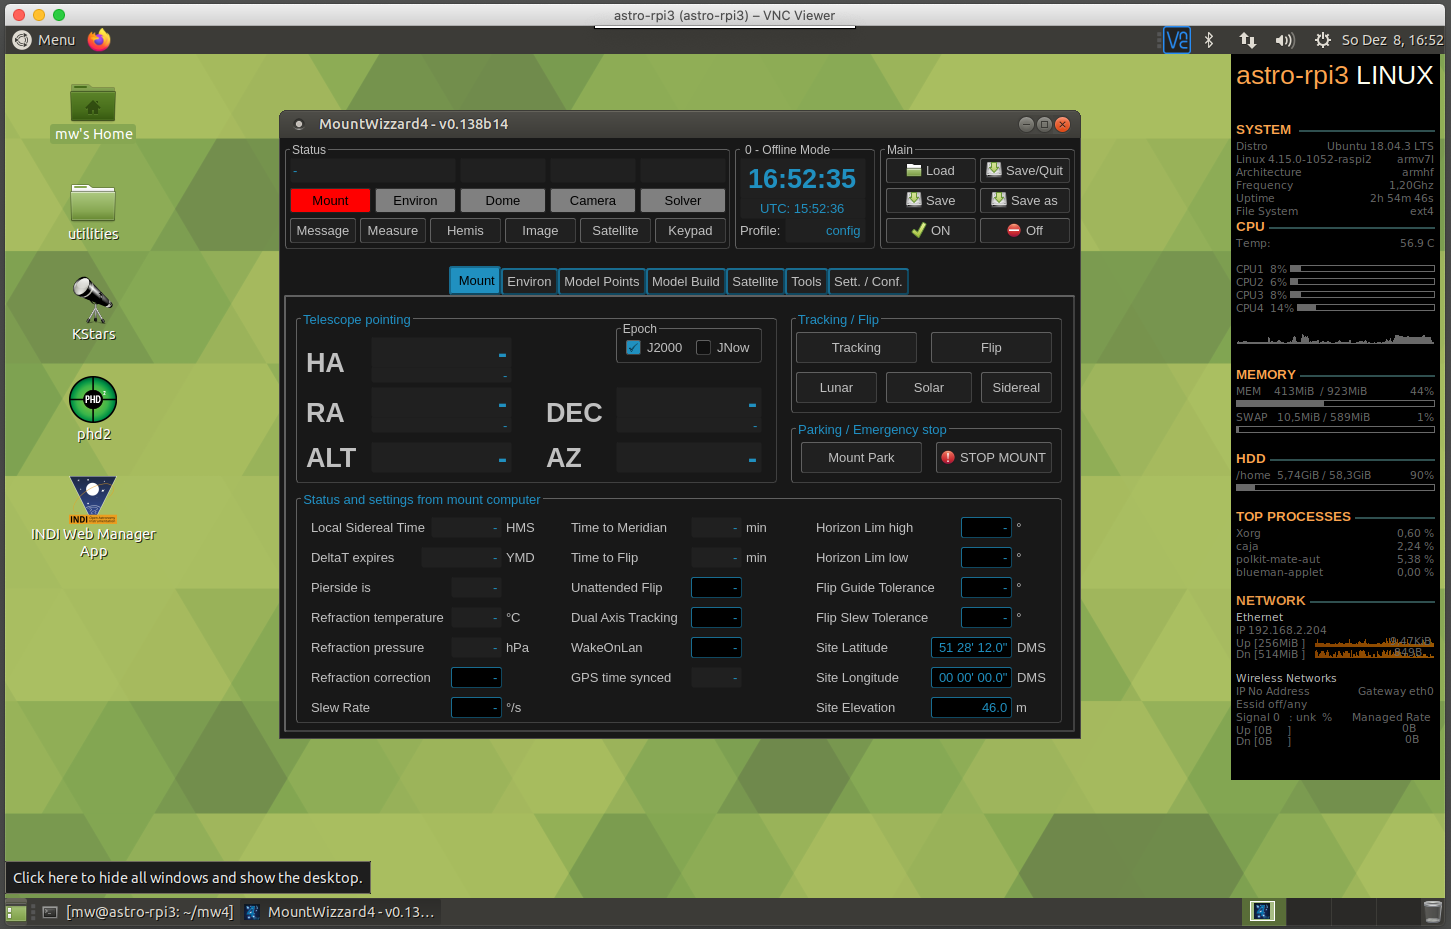 astro-rpi3 (astro-rpi3) – VNC Viewer
Menu
So Dez 8, 16:52
mw's Home
utilities
KStars
PHD 2
phd2
INDI
INDI Web Manager
App
MountWizzard4 - v0.138b14
Status
-
Mount Environ Dome Camera Solver
Message Measure Hemis Image Satellite Keypad
0 - Offline Mode
16:52:35
UTC: 15:52:36
Profile: config
Main
Load Save/Quit
Save Save as
ON Off
Mount Environ Model Points Model Build Satellite Tools Sett. / Conf.
Telescope pointing
Epoch
J2000 JNow
HA -
-
RA - DEC -
- -
ALT - AZ -
Tracking / Flip
Tracking Flip
Lunar Solar Sidereal
Parking / Emergency stop
Mount Park STOP MOUNT
Status and settings from mount computer
Local Sidereal Time - HMS Time to Meridian - min Horizon Lim high - °
DeltaT expires - YMD Time to Flip - min Horizon Lim low - °
Pierside is - Unattended Flip - Flip Guide Tolerance - °
Refraction temperature - °C Dual Axis Tracking - Flip Slew Tolerance - °
Refraction pressure - hPa WakeOnLan - Site Latitude 51 28' 12.0" DMS
Refraction correction - GPS time synced - Site Longitude 00 00' 00.0" DMS
Slew Rate - °/s Site Elevation 46.0 m
astro-rpi3 LINUX
SYSTEM
Distro Ubuntu 18.04.3 LTS
Linux 4.15.0-1052-raspi2 armv7l
Architecture armhf
Frequency 1,20Ghz
Uptime 2h 54m 46s
File System ext4
CPU
Temp: 56.9 C
CPU1 8%
CPU2 6%
CPU3 8%
CPU4 14%
MEMORY
MEM 413MiB / 923MiB 44%
SWAP 10,5MiB / 589MiB 1%
HDD
/home 5,74GiB / 58,3GiB 90%
TOP PROCESSES
Xorg 0,60 %
caja 2,24 %
polkit-mate-aut 5,38 %
blueman-applet 0,00 %
NETWORK
Ethernet
IP 192.168.2.204
Up [256MiB ] 0,47KiB
Dn [514MiB ] 849B
Wireless Networks
IP No Address Gateway eth0
Essid off/any
Signal 0 : unk % Managed Rate
Up [0B ] 0B
Dn [0B ] 0B
Click here to hide all windows and show the desktop.
[mw@astro-rpi3: ~/mw4] MountWizzard4 - v0.13...